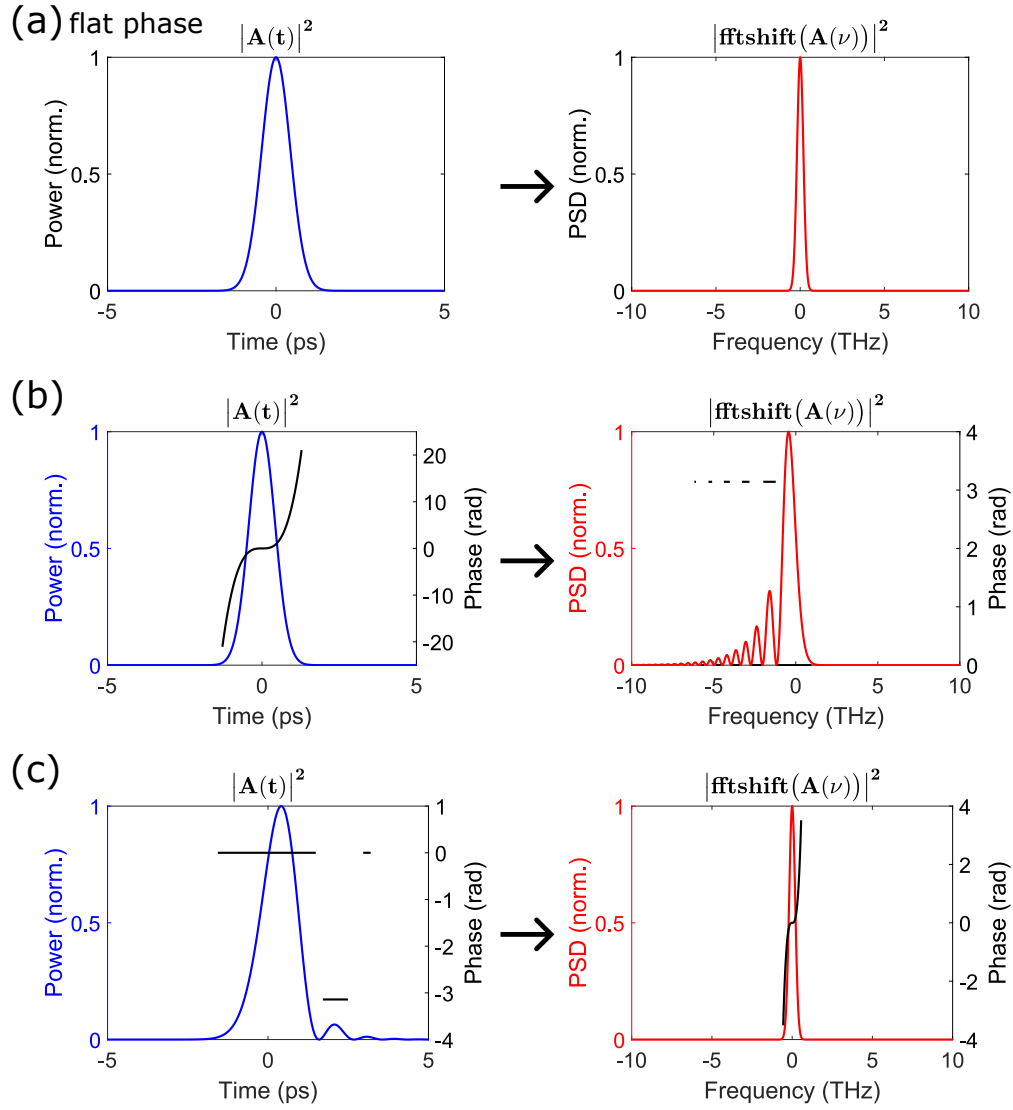 (a) flat phase
|A(t)|²
|fftshift(A(ν))|²
Power (norm.)
1
0.5
0
-5
0
5
Time (ps)
PSD (norm.)
1
0.5
0
-10
-5
0
5
10
Frequency (THz)
(b)
|A(t)|²
|fftshift(A(ν))|²
Power (norm.)
1
0.5
0
-5
0
5
Time (ps)
20
10
0
-10
-20
Phase (rad)
PSD (norm.)
1
0.5
0
-10
-5
0
5
10
Frequency (THz)
4
3
2
1
0
Phase (rad)
(c)
|A(t)|²
|fftshift(A(ν))|²
Power (norm.)
1
0.5
0
-5
0
5
Time (ps)
1
0
-1
-2
-3
-4
Phase (rad)
PSD (norm.)
1
0.5
0
-10
-5
0
5
10
Frequency (THz)
4
2
0
-2
-4
Phase (rad)